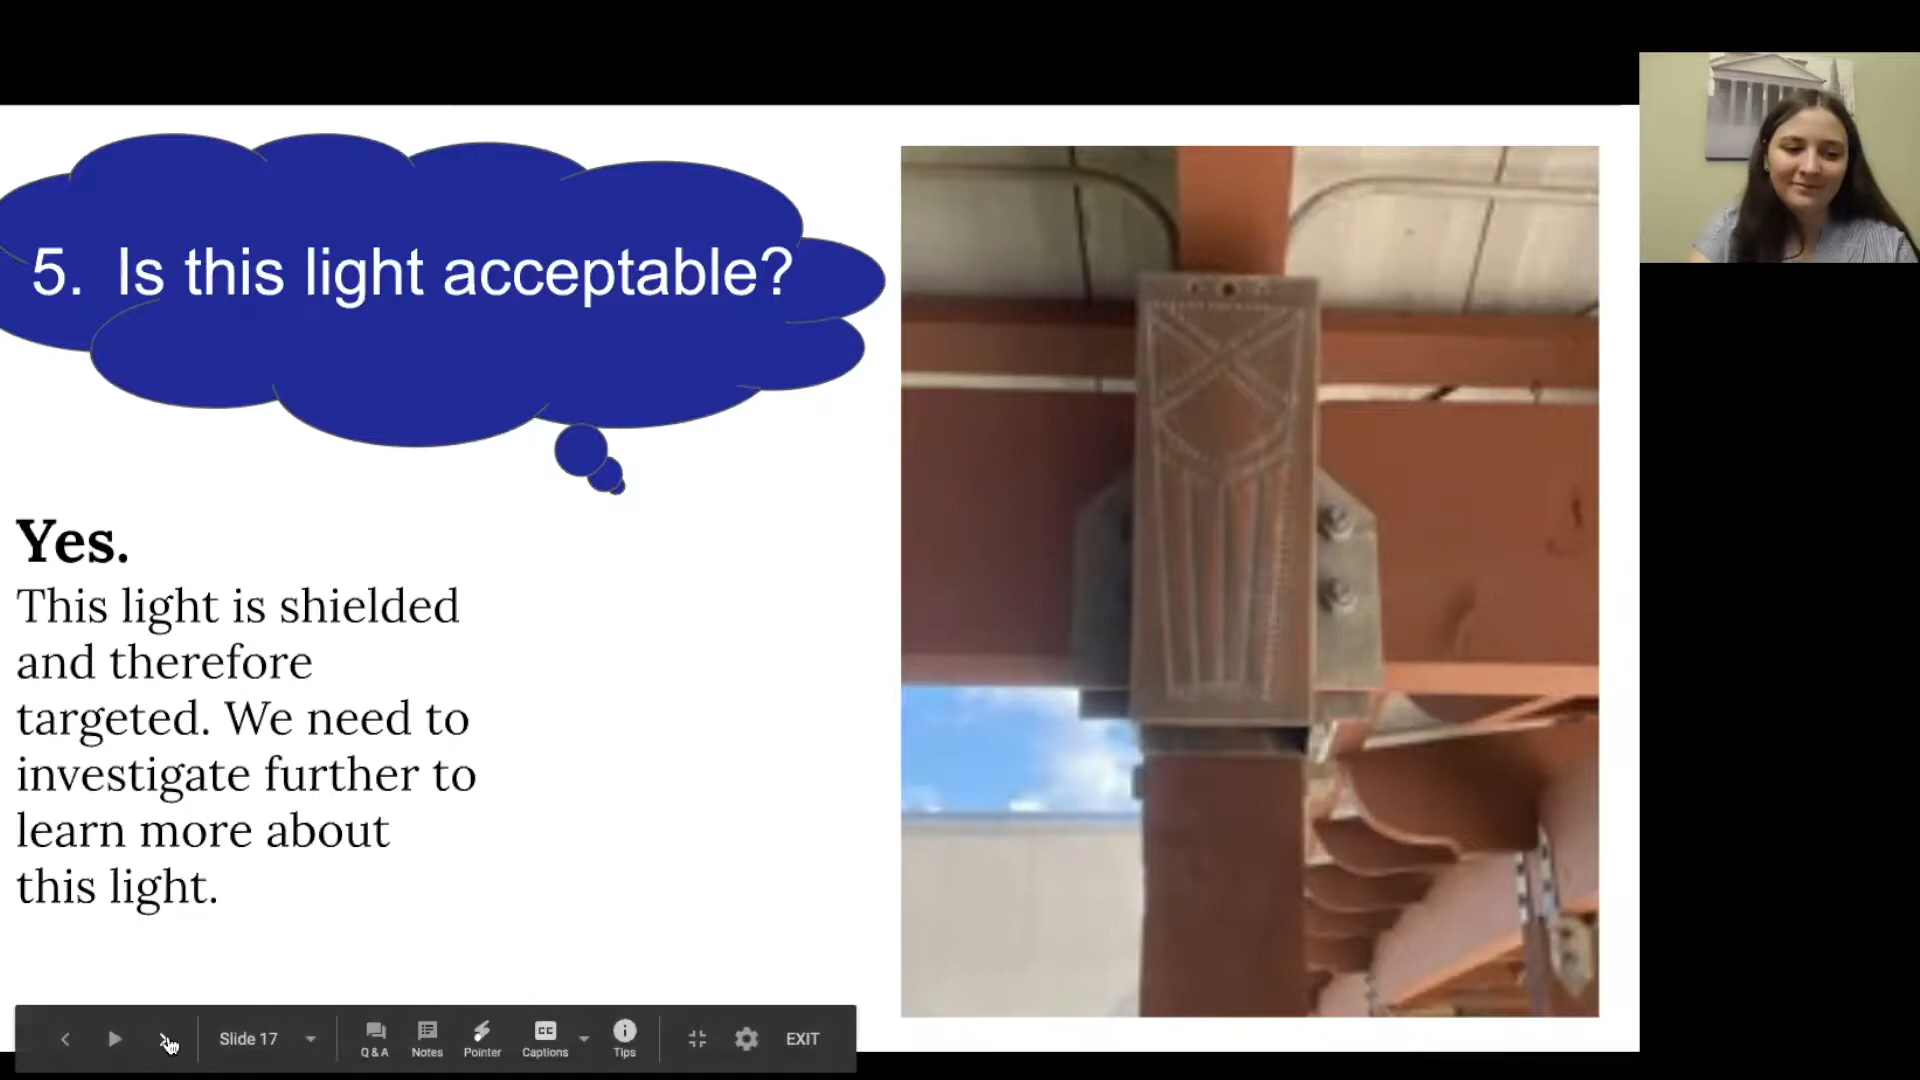 5. Is this light acceptable?
Yes.
This light is shielded
and therefore
targeted. We need to
investigate further to
learn more about
this light.
Slide 17
Q & A
Notes
Pointer
CC
Captions
Tips
EXIT